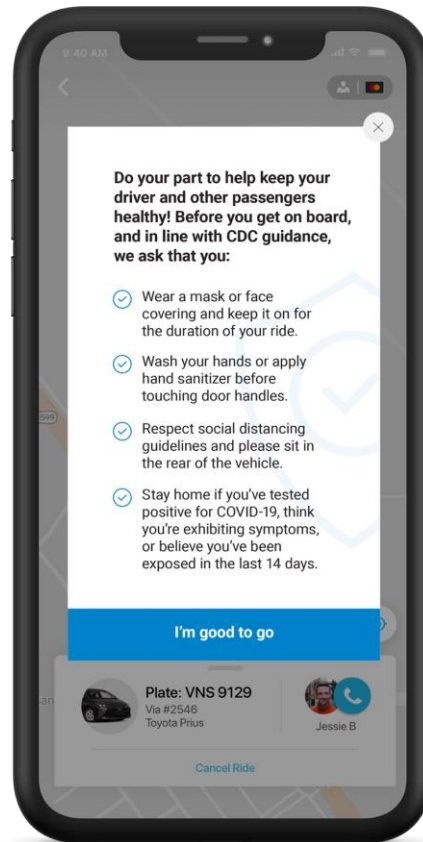 9:40 AM
Do your part to help keep your
driver and other passengers
healthy! Before you get on board,
and in line with CDC guidance,
we ask that you:
Wear a mask or face
covering and keep it on for
the duration of your ride.
Wash your hands or apply
hand sanitizer before
touching door handles.
Respect social distancing
guidelines and please sit in
the rear of the vehicle.
Stay home if you've tested
positive for COVID-19, think
you're exhibiting symptoms,
or believe you've been
exposed in the last 14 days.
599
I'm good to go
an
Plate: VNS 9129
Via #2546
Toyota Prius
Jessie B
Cancel Ride